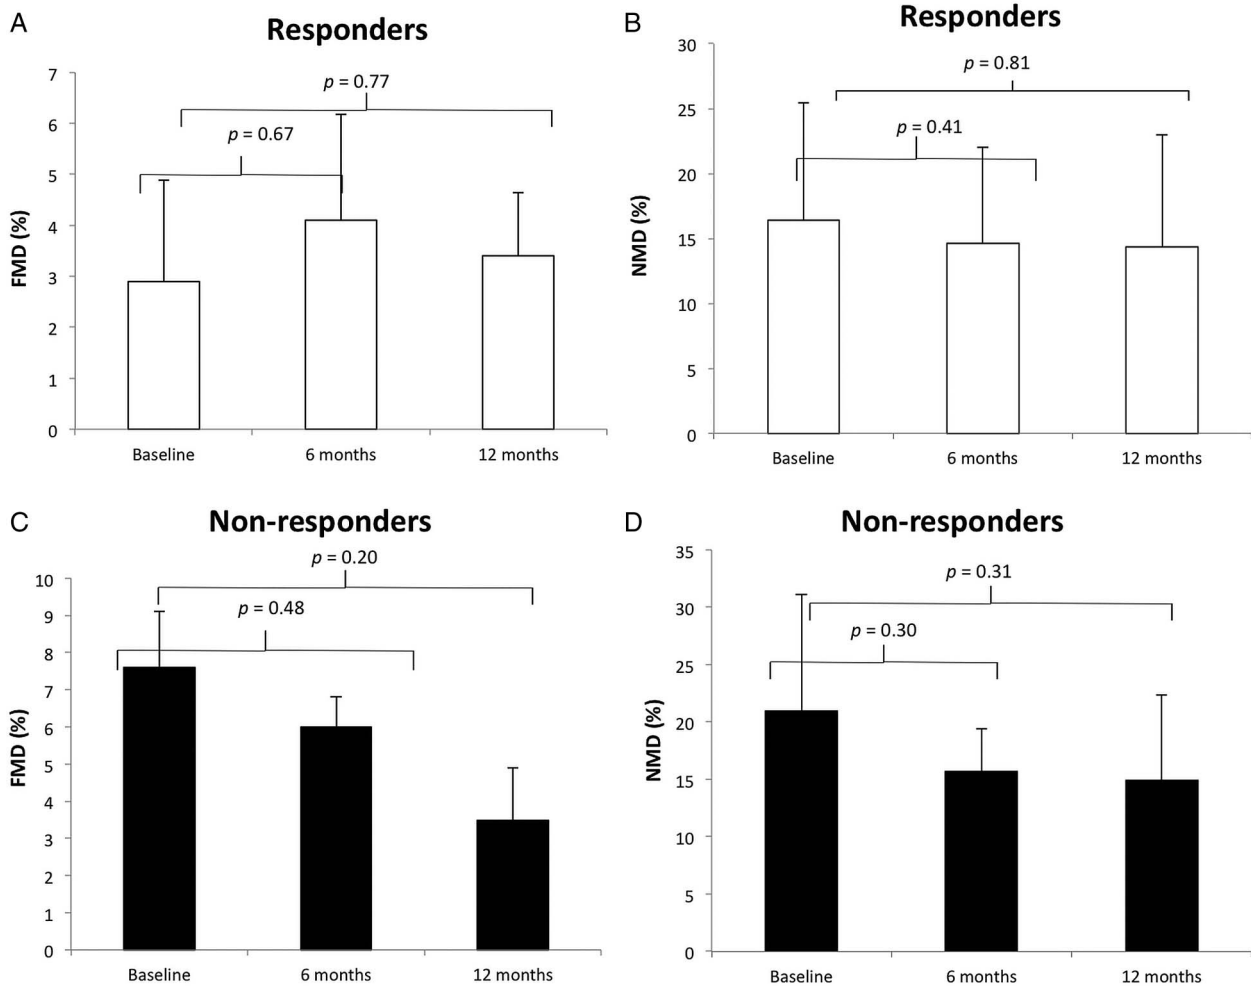 A
Responders
FMD (%)
7
6
5
4
3
2
1
0
p = 0.77
p = 0.67
Baseline 6 months 12 months
B
Responders
NMD (%)
30
25
20
15
10
5
0
p = 0.81
p = 0.41
Baseline 6 months 12 months
C
Non-responders
FMD (%)
10
9
8
7
6
5
4
3
2
1
0
p = 0.20
p = 0.48
Baseline 6 months 12 months
D
Non-responders
NMD (%)
35
30
25
20
15
10
5
0
p = 0.31
p = 0.30
Baseline 6 months 12 months